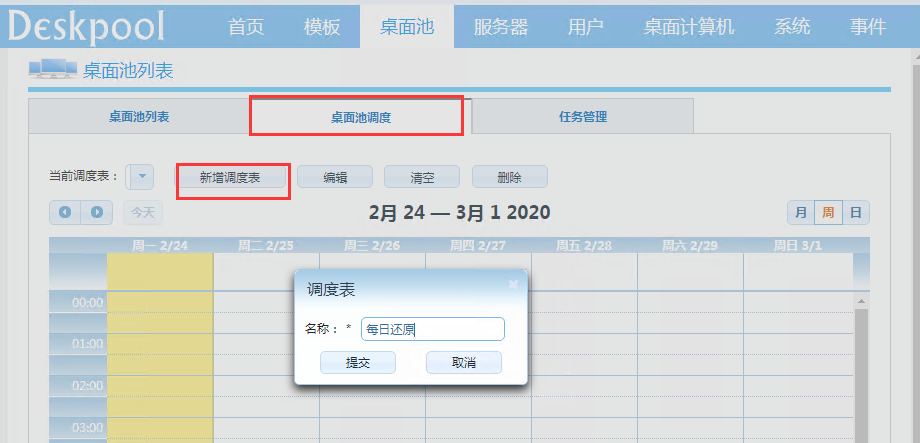 Deskpool 首页 模板 桌面池 服务器 用户 桌面计算机 系统 事件
桌面池列表
桌面池列表 桌面池调度 任务管理
当前调度表： 新增调度表 编辑 清空 删除
今天 2月 24 — 3月 1 2020 月 周 日
周一 2/24 周二 2/25 周三 2/26 周四 2/27 周五 2/28 周六 2/29 周日 3/1
调度表
00:00
名称： * 每日还原
01:00
提交 取消
02:00
03:00